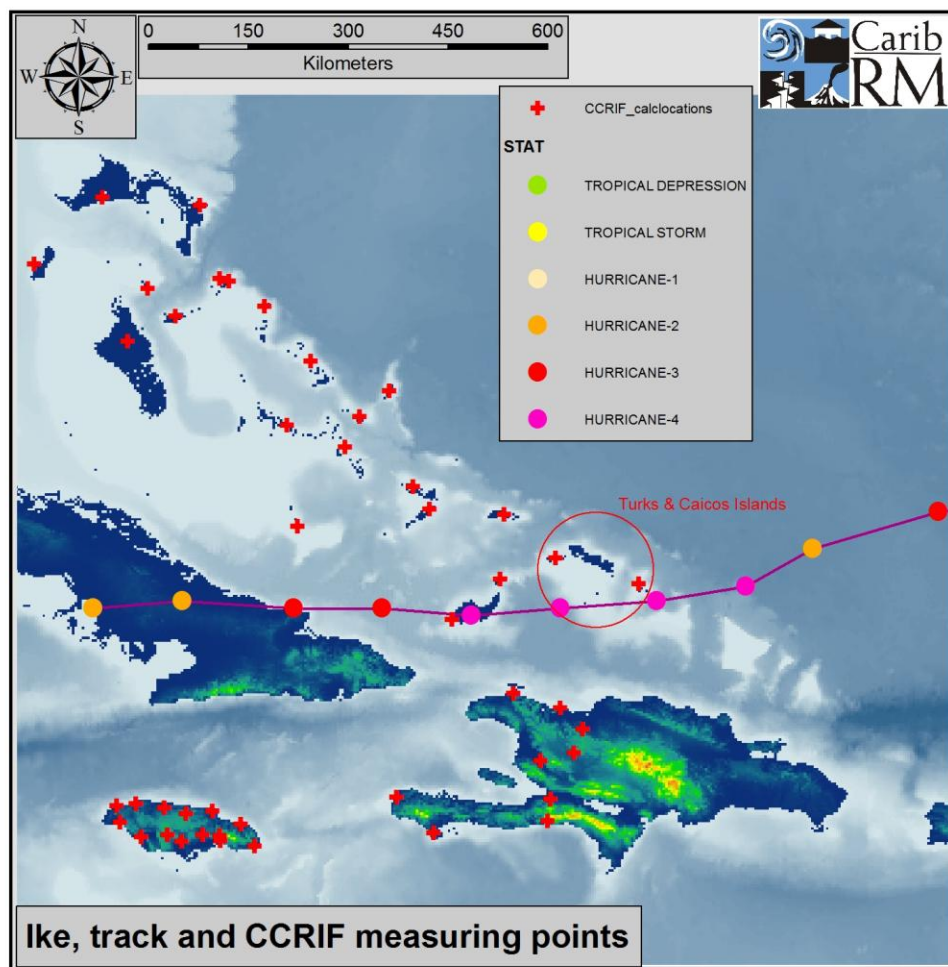 N
W E
S
0 150 300 450 600
Kilometers
Carib
RM
CCRIF_calclocations
STAT
TROPICAL DEPRESSION
TROPICAL STORM
HURRICANE-1
HURRICANE-2
HURRICANE-3
HURRICANE-4
Turks & Caicos Islands
Ike, track and CCRIF measuring points